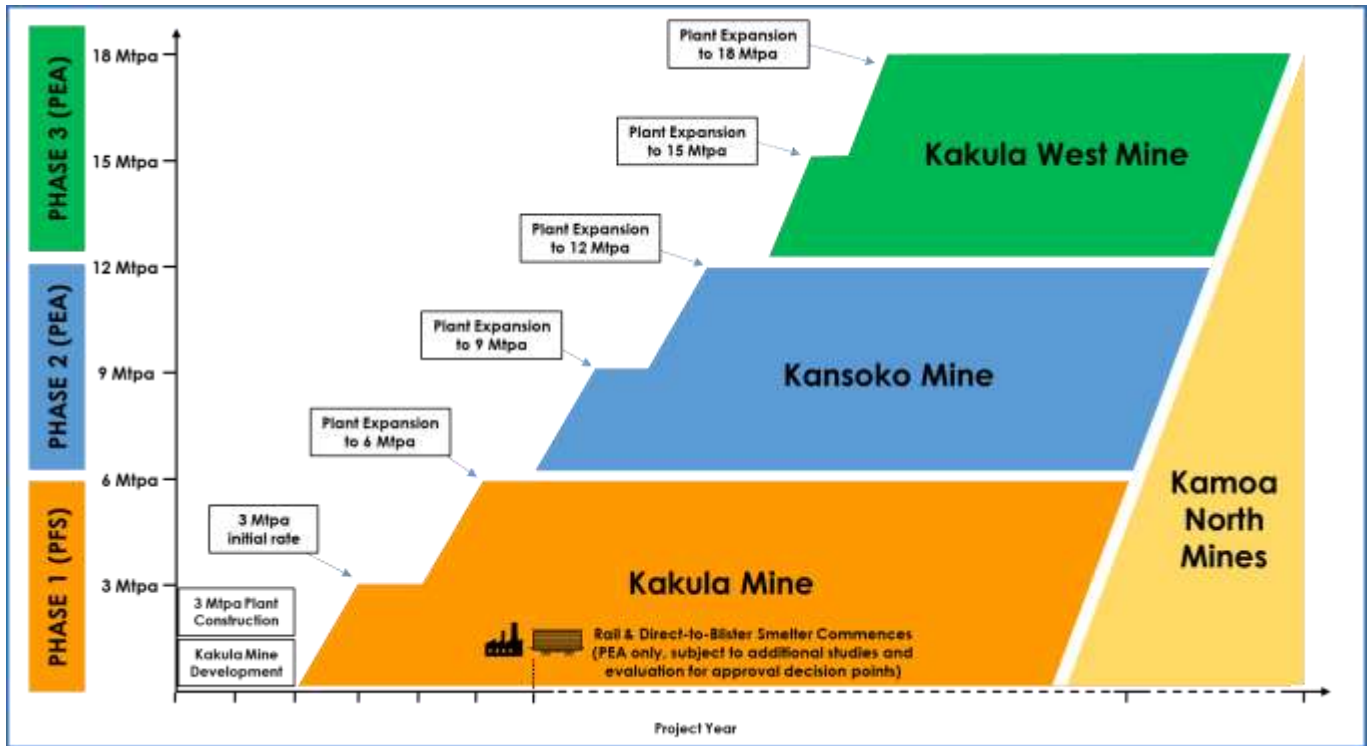 PHASE 3 (PEA)
PHASE 2 (PEA)
PHASE 1 (PFS)
18 Mtpa
15 Mtpa
12 Mtpa
9 Mtpa
6 Mtpa
3 Mtpa
Plant Expansion
to 18 Mtpa
Plant Expansion
to 15 Mtpa
Plant Expansion
to 12 Mtpa
Plant Expansion
to 9 Mtpa
Plant Expansion
to 6 Mtpa
3 Mtpa
initial rate
3 Mtpa Plant
Construction
Kakula Mine
Development
Kakula West Mine
Kansoko Mine
Kakula Mine
Kamoa
North
Mines
Rail & Direct-to-Blister Smelter Commences
(PEA only, subject to additional studies and
evaluation for approval decision points)
Project Year